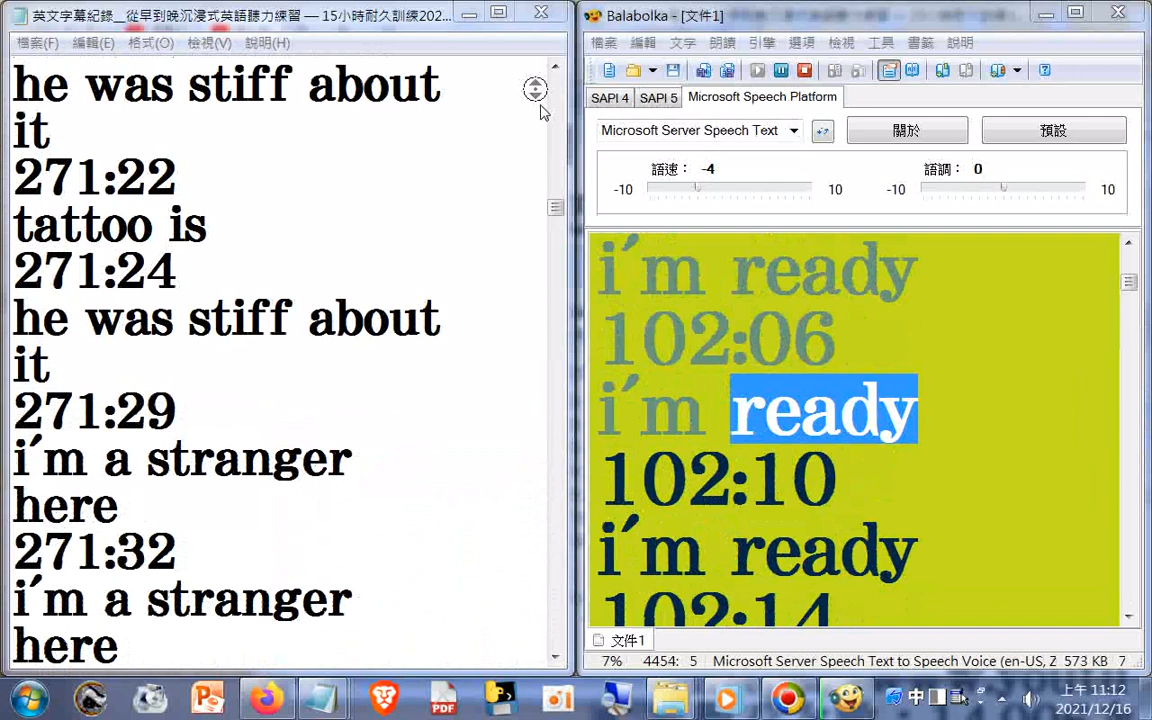 英文字幕紀錄__從早到晚沉浸式英語聽力練習 — 15小時耐久訓練202...
檔案(F) 編輯(E) 格式(O) 檢視(V) 說明(H)
he was stiff about
it
271:22
tattoo is
271:24
he was stiff about
it
271:29
i'm a stranger
here
271:32
i'm a stranger
here
Balabolka - [文件1]
檔案 編輯 文字 朗讀 引擎 選項 檢視 工具 書籤 說明
SAPI 4 SAPI 5 Microsoft Speech Platform
Microsoft Server Speech Text 關於 預設
語速： -4 語調： 0
-10 10 -10 10
i'm ready
102:06
i'm ready
102:10
i'm ready
102:14
文件1
7% 4454: 5 Microsoft Server Speech Text to Speech Voice (en-US, Z 573 KB 7
PDF 中 上午 11:12
2021/12/16